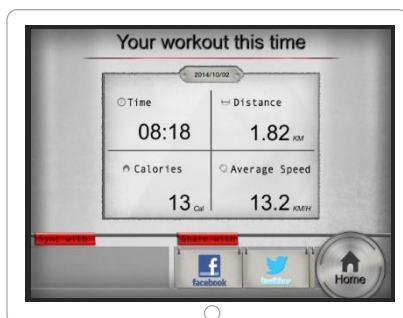 Your workout this time
2014/10/02
Time
Distance
08:18
1.82 KM
Calories
Average Speed
13 Cal
13.2 KM/H
Sync with
Share with
facebook
twitter
Home